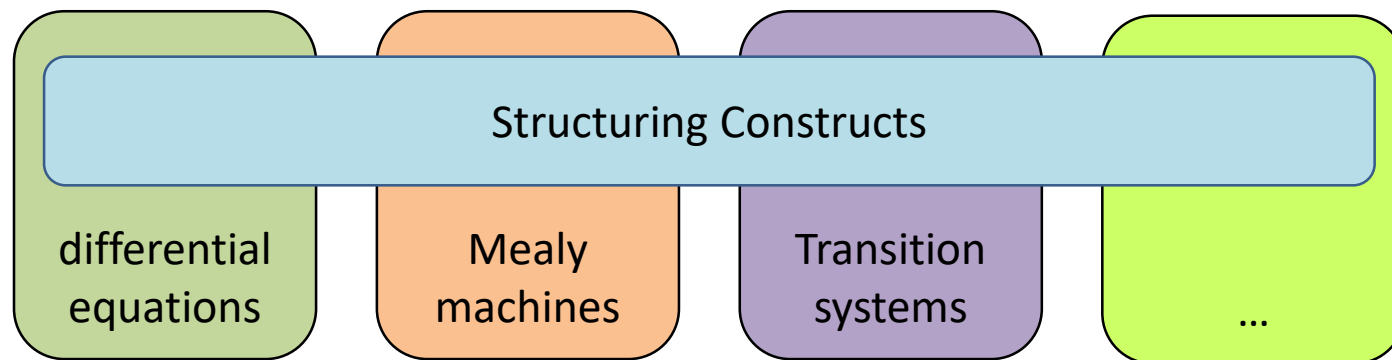 Structuring Constructs
differential
equations
Mealy
machines
Transition
systems
...